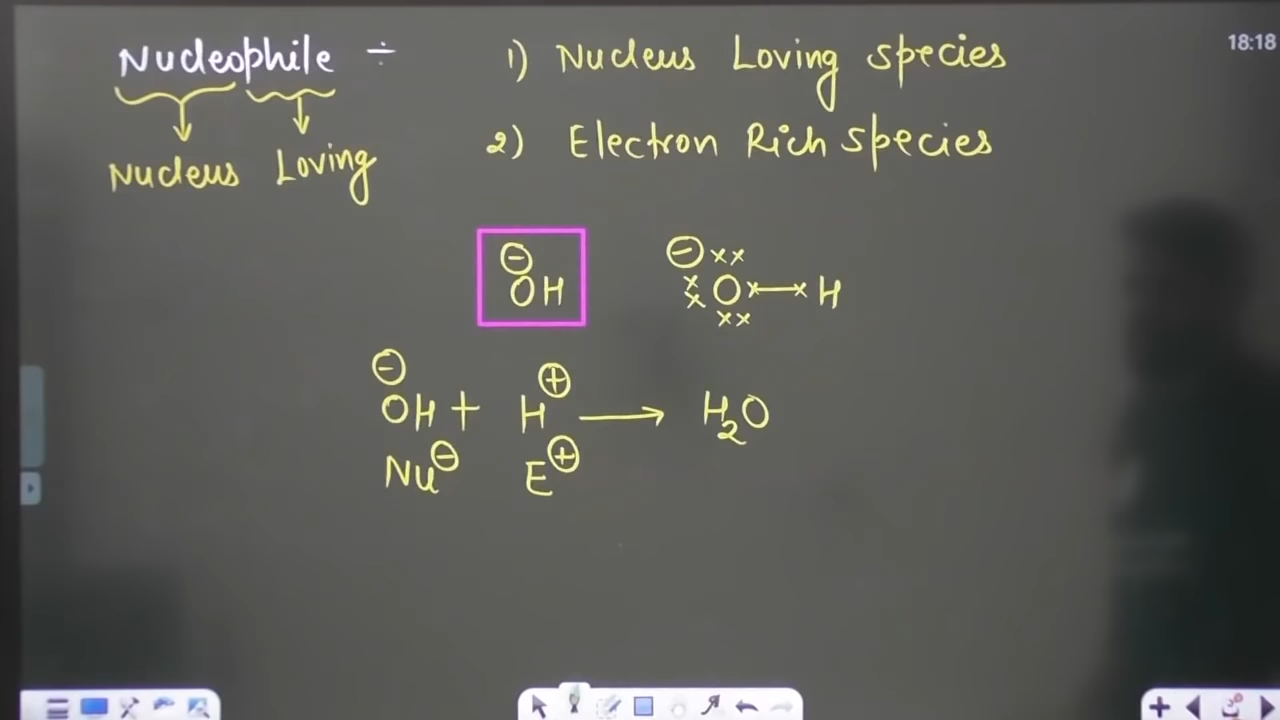 Nucleophile ÷ 1) Nucleus Loving Species
Nucleus Loving
2) Electron Rich Species
⊖
OH
⊖ ××
×× O ×—× H
××
⊖ ⊕
OH + H ⟶ H₂O
Nu⊖ E⊕
18:18